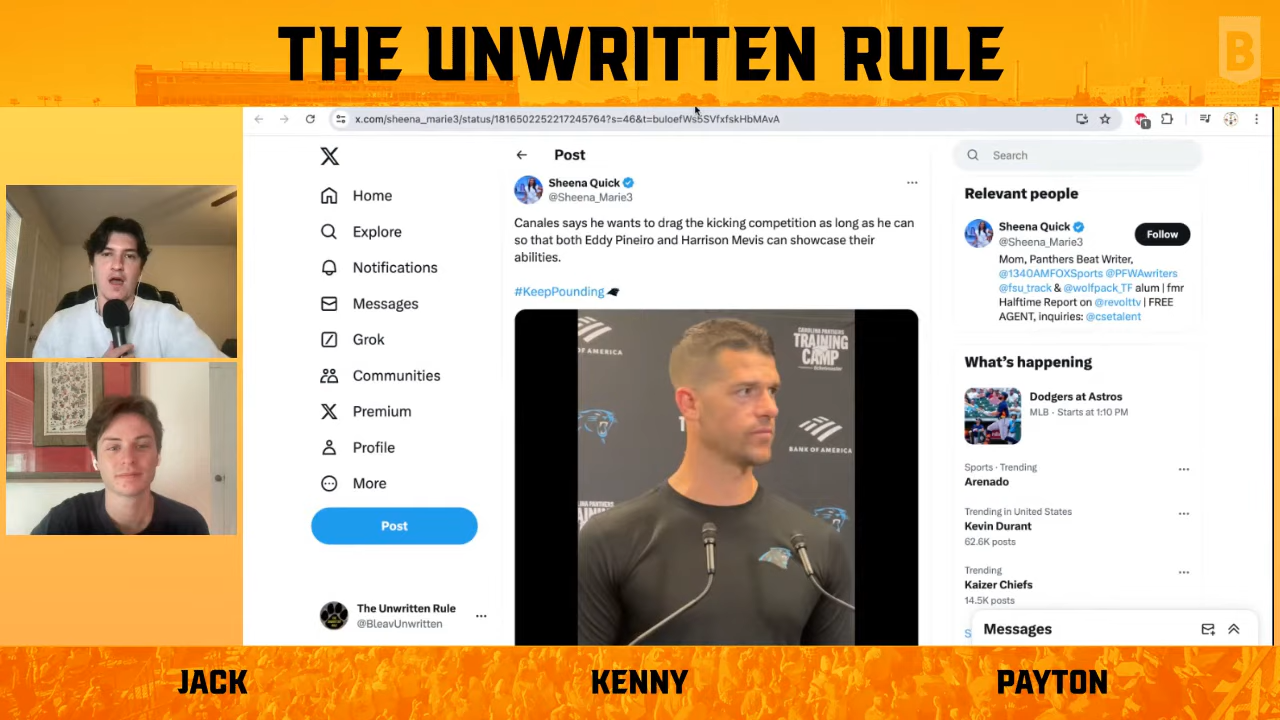 THE UNWRITTEN RULE
B
x.com/sheena_marie3/status/1816502252217245764?s=46&t=buloefWs5SVfxfskHbMAvA
1
Home
Explore
Notifications
Messages
Grok
Communities
Premium
Profile
More
Post
The Unwritten Rule
@BleavUnwritten
Post
Sheena Quick
@Sheena_Marie3
Canales says he wants to drag the kicking competition as long as he can
so that both Eddy Pineiro and Harrison Mevis can showcase their
abilities.
#KeepPounding
OF AMERICA
CAROLINA PANTHERS
TRAINING
CAMP
BANK OF AMERICA
Search
Relevant people
Sheena Quick
@Sheena_Marie3
Follow
Mom, Panthers Beat Writer,
@1340AMFOXSports @PFWAwriters
@fsu_track & @wolfpack_TF alum | fmr
Halftime Report on @revolttv | FREE
AGENT, inquiries: @csetalent
What's happening
Dodgers at Astros
MLB · Starts at 1:10 PM
Sports · Trending
Arenado
Trending in United States
Kevin Durant
62.6K posts
Trending
Kaizer Chiefs
14.5K posts
S
Messages
JACK
KENNY
PAYTON